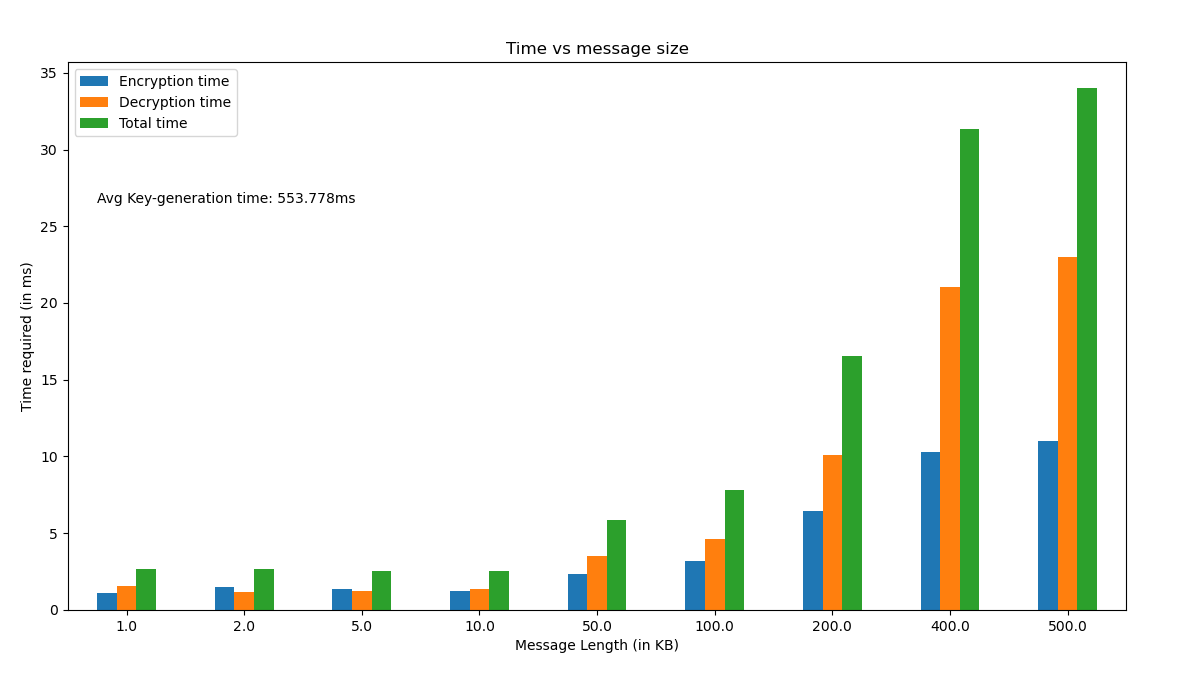 Time vs message size
35
30
25
20
15
10
5
0
Time required (in ms)
Encryption time
Decryption time
Total time
Avg Key-generation time: 553.778ms
1.0 2.0 5.0 10.0 50.0 100.0 200.0 400.0 500.0
Message Length (in KB)